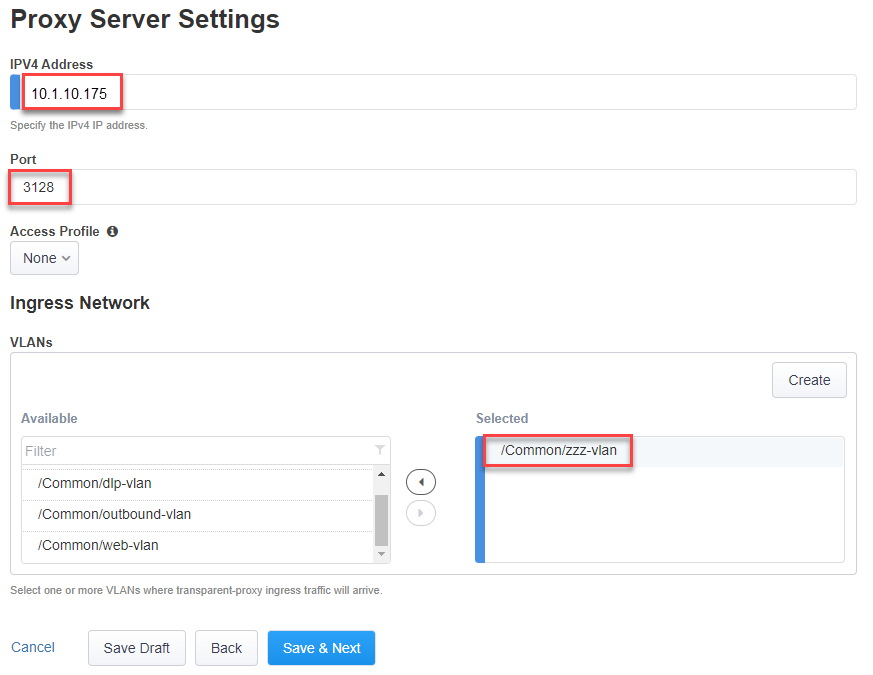 Proxy Server Settings
IPV4 Address
10.1.10.175
Specify the IPv4 IP address.
Port
3128
Access Profile
None
Ingress Network
VLANs
Create
Available
Selected
Filter
/Common/zzz-vlan
/Common/dlp-vlan
/Common/outbound-vlan
/Common/web-vlan
Select one or more VLANs where transparent-proxy ingress traffic will arrive.
Cancel
Save Draft
Back
Save & Next